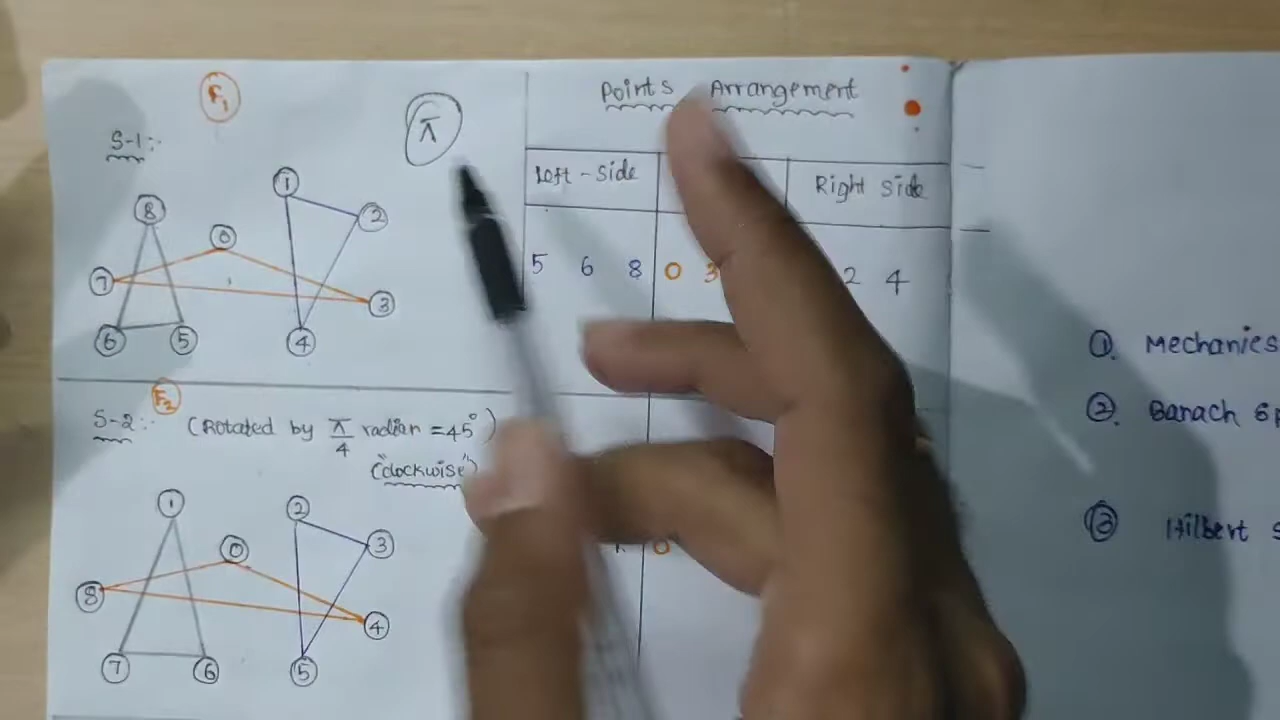 F1
S-1:-
π
1
8
2
0
7
3
6
5
4
F2
S-2:- (Rotated by π/4 radian = 45°)
("clockwise")
1
2
0
3
8
4
7
6
5
Points Arrangement
Left - side
Right side
5 6 8 0 3 2 4
0
①. Mechanics
②. Banach
③ Hilbert